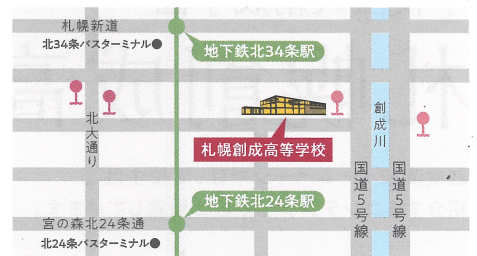 札幌新道
北34条バスターミナル
地下鉄北34条駅
北大通り
創成川
札幌創成高等学校
国道5号線
国道5号線
地下鉄北24条駅
宮の森北24条通
北24条バスターミナル